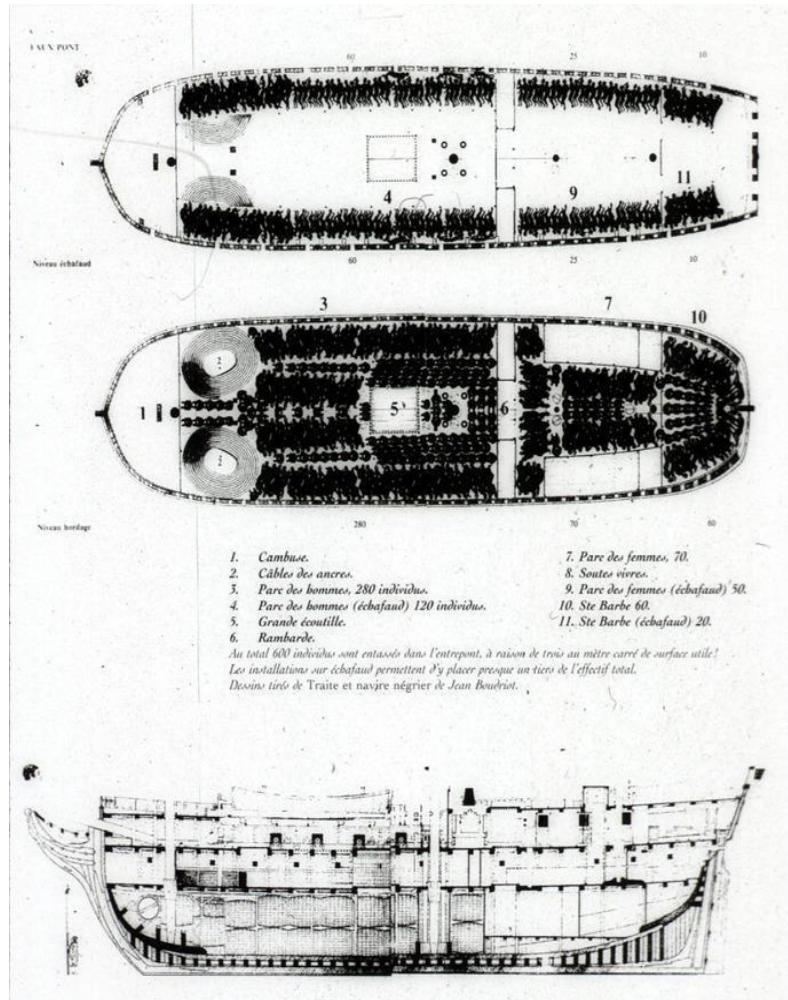 FAUX PONT
60
25
10
4
9
11
Niveau échafaud
60
25
10
3
7
10
2
1
5
6
2
Niveau bordage
280
70
60
1. Cambuse.
2. Câbles des ancres.
3. Parc des hommes, 280 individus.
4. Parc des hommes (échafaud) 120 individus.
5. Grande écoutille.
6. Rambarde.
7. Parc des femmes, 70.
8. Soutes vivres.
9. Parc des femmes (échafaud) 50.
10. Ste Barbe 60.
11. Ste Barbe (échafaud) 20.
Au total 600 individus sont entassés dans l'entrepont, à raison de trois au mètre carré de surface utile !
Les installations sur échafaud permettent d'y placer presque un tiers de l'effectif total.
Dessins tirés de Traite et navire négrier de Jean Boudriot.